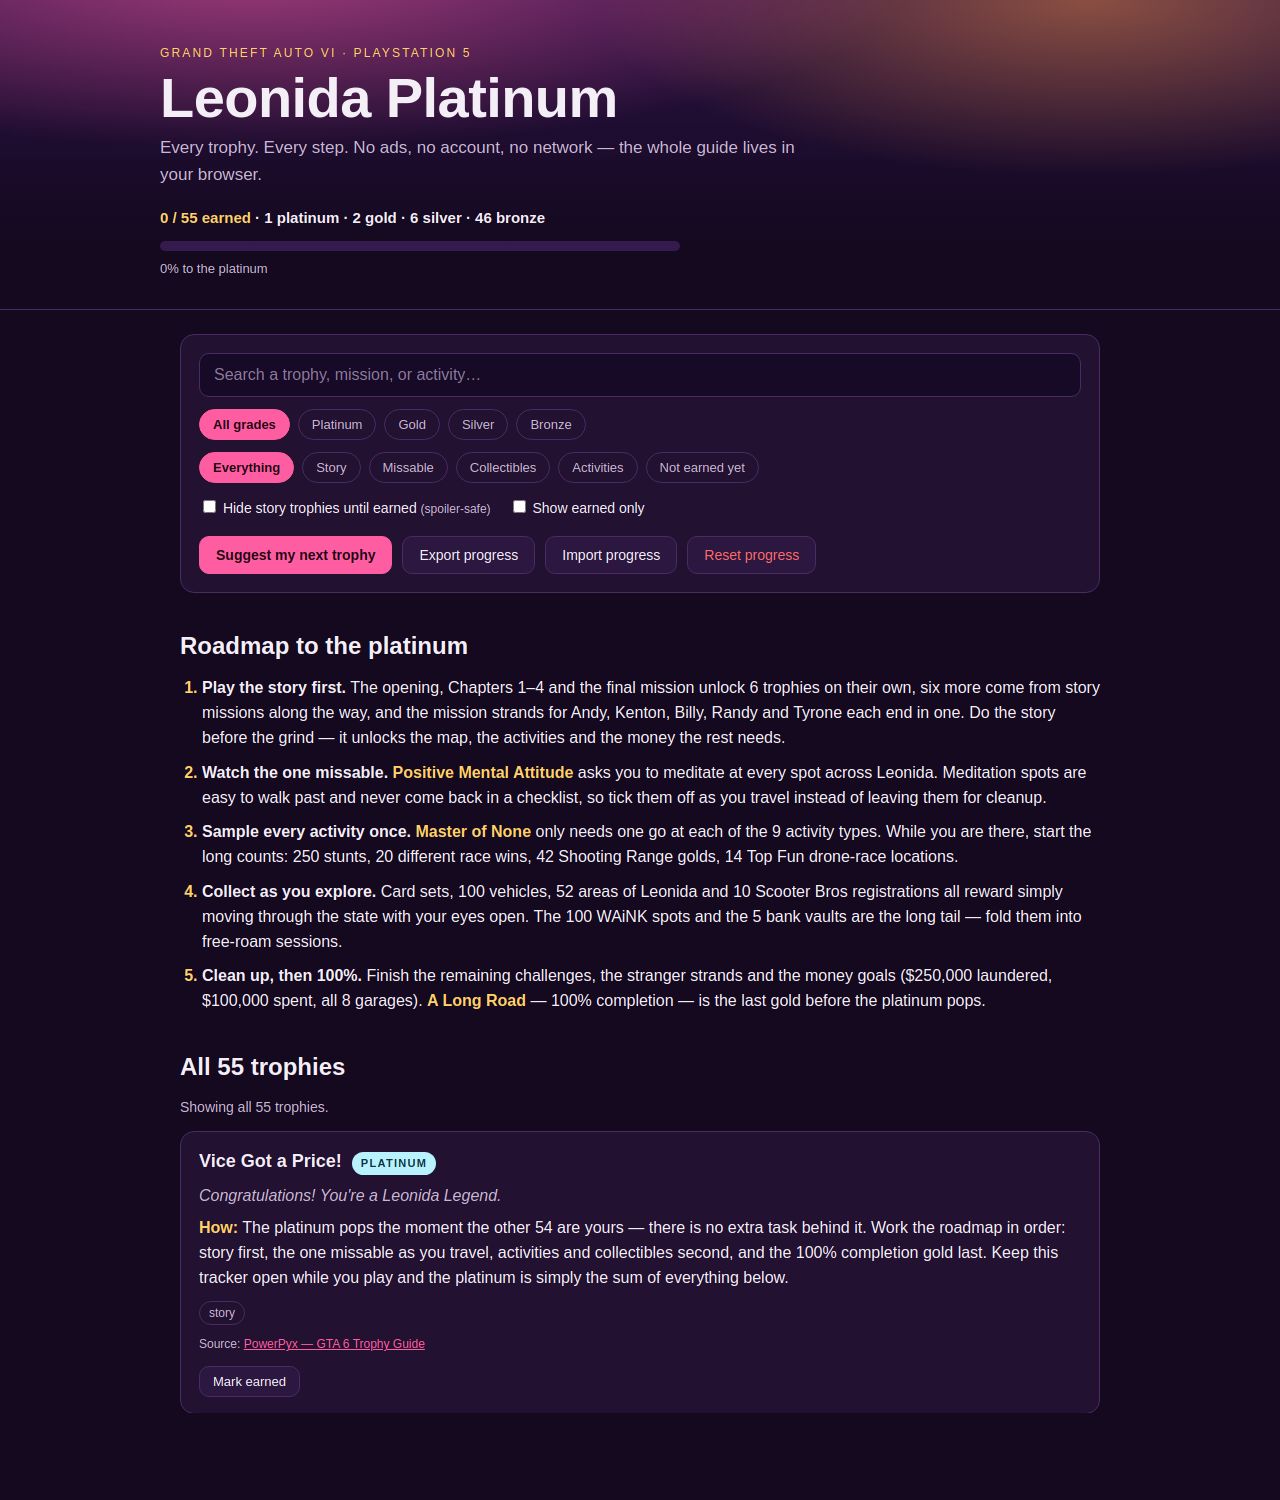 GRAND THEFT AUTO VI · PLAYSTATION 5
Leonida Platinum
Every trophy. Every step. No ads, no account, no network — the whole guide lives in
your browser.
0 / 55 earned · 1 platinum · 2 gold · 6 silver · 46 bronze
0% to the platinum
Search a trophy, mission, or activity…
All grades Platinum Gold Silver Bronze
Everything Story Missable Collectibles Activities Not earned yet
Hide story trophies until earned (spoiler-safe) Show earned only
Suggest my next trophy Export progress Import progress Reset progress
Roadmap to the platinum
1. Play the story first. The opening, Chapters 1–4 and the final mission unlock 6 trophies on their own, six more come from story
missions along the way, and the mission strands for Andy, Kenton, Billy, Randy and Tyrone each end in one. Do the story
before the grind — it unlocks the map, the activities and the money the rest needs.
2. Watch the one missable. Positive Mental Attitude asks you to meditate at every spot across Leonida. Meditation spots are
easy to walk past and never come back in a checklist, so tick them off as you travel instead of leaving them for cleanup.
3. Sample every activity once. Master of None only needs one go at each of the 9 activity types. While you are there, start the
long counts: 250 stunts, 20 different race wins, 42 Shooting Range golds, 14 Top Fun drone-race locations.
4. Collect as you explore. Card sets, 100 vehicles, 52 areas of Leonida and 10 Scooter Bros registrations all reward simply
moving through the state with your eyes open. The 100 WAiNK spots and the 5 bank vaults are the long tail — fold them into
free-roam sessions.
5. Clean up, then 100%. Finish the remaining challenges, the stranger strands and the money goals ($250,000 laundered,
$100,000 spent, all 8 garages). A Long Road — 100% completion — is the last gold before the platinum pops.
All 55 trophies
Showing all 55 trophies.
Vice Got a Price! PLATINUM
Congratulations! You're a Leonida Legend.
How: The platinum pops the moment the other 54 are yours — there is no extra task behind it. Work the roadmap in order:
story first, the one missable as you travel, activities and collectibles second, and the 100% completion gold last. Keep this
tracker open while you play and the platinum is simply the sum of everything below.
story
Source: PowerPyx — GTA 6 Trophy Guide
Mark earned